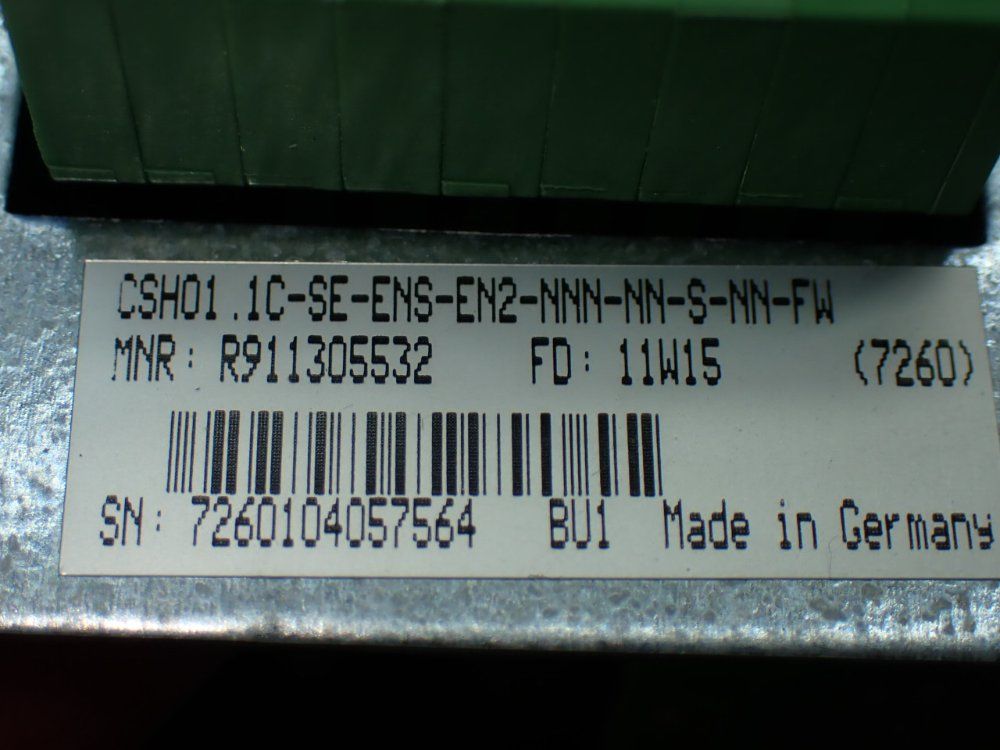 CSH01.1C-SE-ENS-EN2-NNN-NN-S-NN-FW
MNR: R911305532 FD: 11W15 (7260)
SN: 7260104057564 BU1 Made in Germany